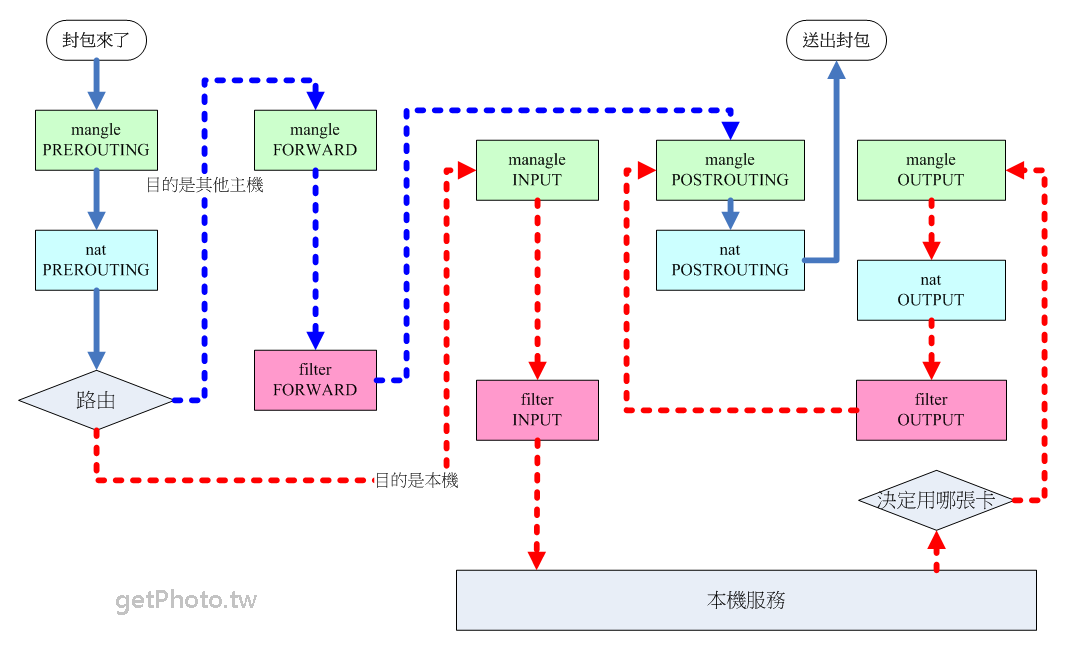 封包來了
送出封包
mangle
PREROUTING
mangle
FORWARD
managle
INPUT
mangle
POSTROUTING
mangle
OUTPUT
目的是其他主機
nat
PREROUTING
nat
POSTROUTING
nat
OUTPUT
路由
filter
FORWARD
filter
INPUT
filter
OUTPUT
目的是本機
決定用哪張卡
本機服務
getPhoto.tw